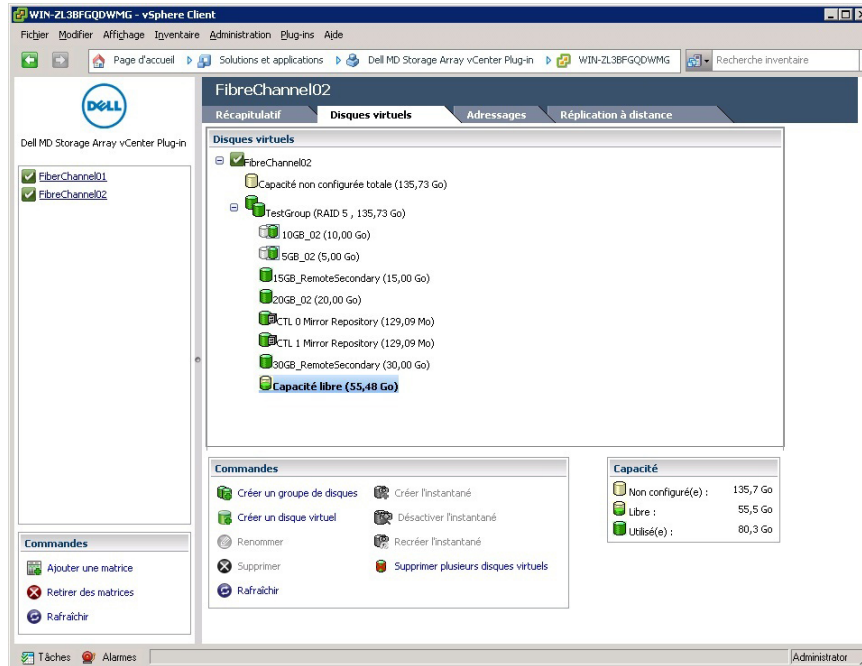 WIN-ZL3BFGQDWMG - vSphere Client
Fichier Modifier Affichage Inventaire Administration Plug-ins Aide
Page d'accueil Solutions et applications Dell MD Storage Array vCenter Plug-in WIN-ZL3BFGQDWMG Recherche inventaire
DELL
Dell MD Storage Array vCenter Plug-in
FiberChannel01
FibreChannel02
FibreChannel02
Récapitulatif Disques virtuels Adressages Réplication à distance
Disques virtuels
FibreChannel02
Capacité non configurée totale (135,73 Go)
TestGroup (RAID 5 , 135,73 Go)
10GB_02 (10,00 Go)
5GB_02 (5,00 Go)
15GB_RemoteSecondary (15,00 Go)
20GB_02 (20,00 Go)
CTL 0 Mirror Repository (129,09 Mo)
CTL 1 Mirror Repository (129,09 Mo)
30GB_RemoteSecondary (30,00 Go)
Capacité libre (55,48 Go)
Commandes
Créer un groupe de disques Créer l'instantané
Créer un disque virtuel Désactiver l'instantané
Renommer Recréer l'instantané
Supprimer Supprimer plusieurs disques virtuels
Rafraîchir
Capacité
Non configuré(e) : 135,7 Go
Libre : 55,5 Go
Utilisé(e) : 80,3 Go
Commandes
Ajouter une matrice
Retirer des matrices
Rafraîchir
Tâches Alarmes Administrator